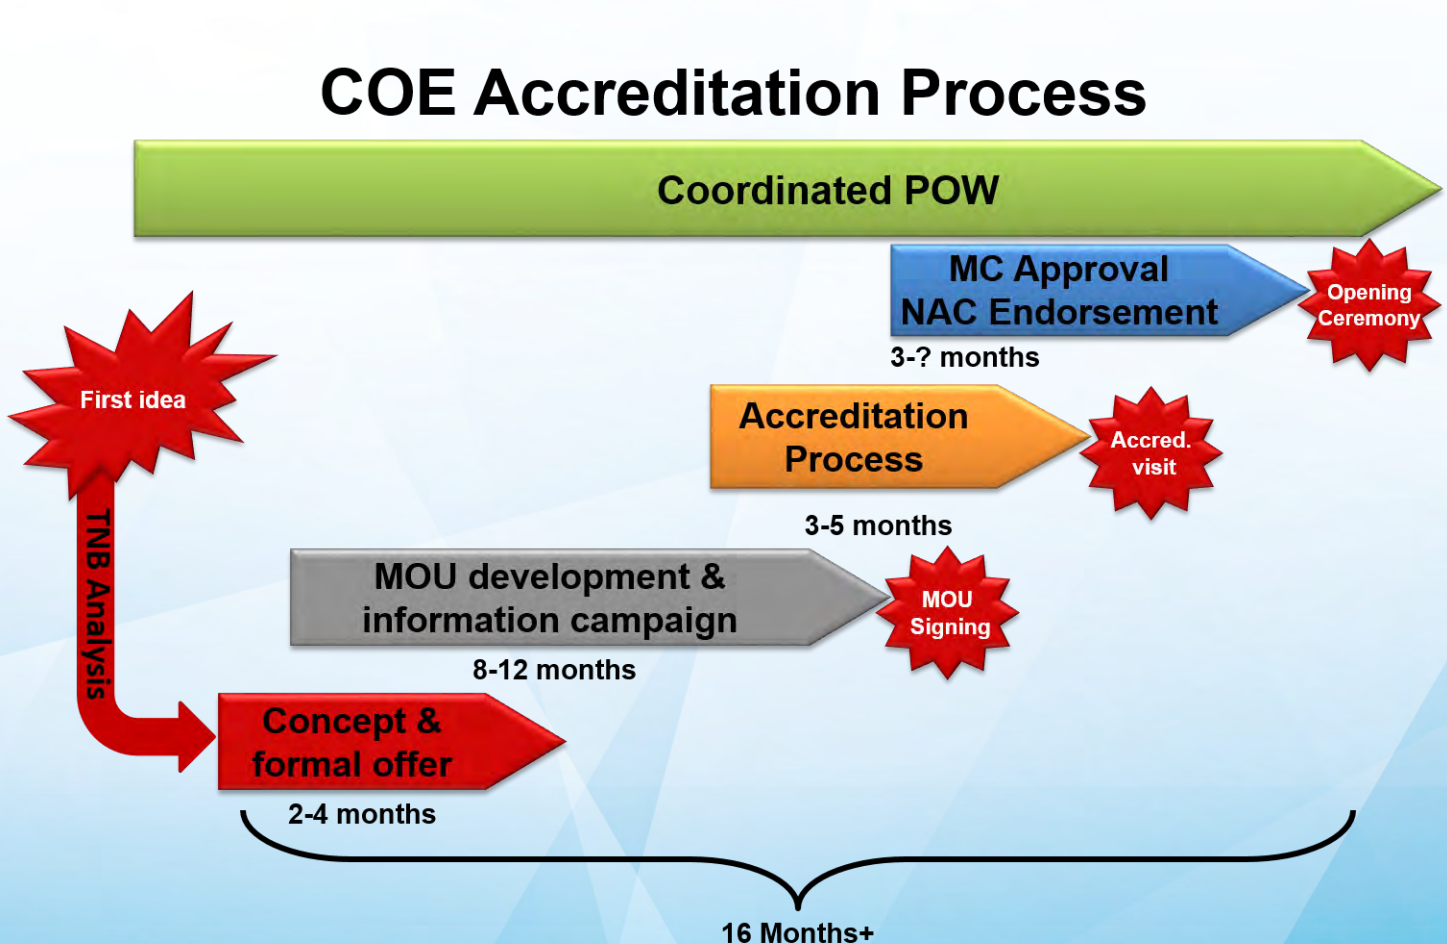 COE Accreditation Process
Coordinated POW
MC Approval
NAC Endorsement
Opening
Ceremony
3-? months
First idea
Accreditation
Process
Accred.
visit
3-5 months
TNB Analysis
MOU development &
information campaign
MOU
Signing
8-12 months
Concept &
formal offer
2-4 months
16 Months+